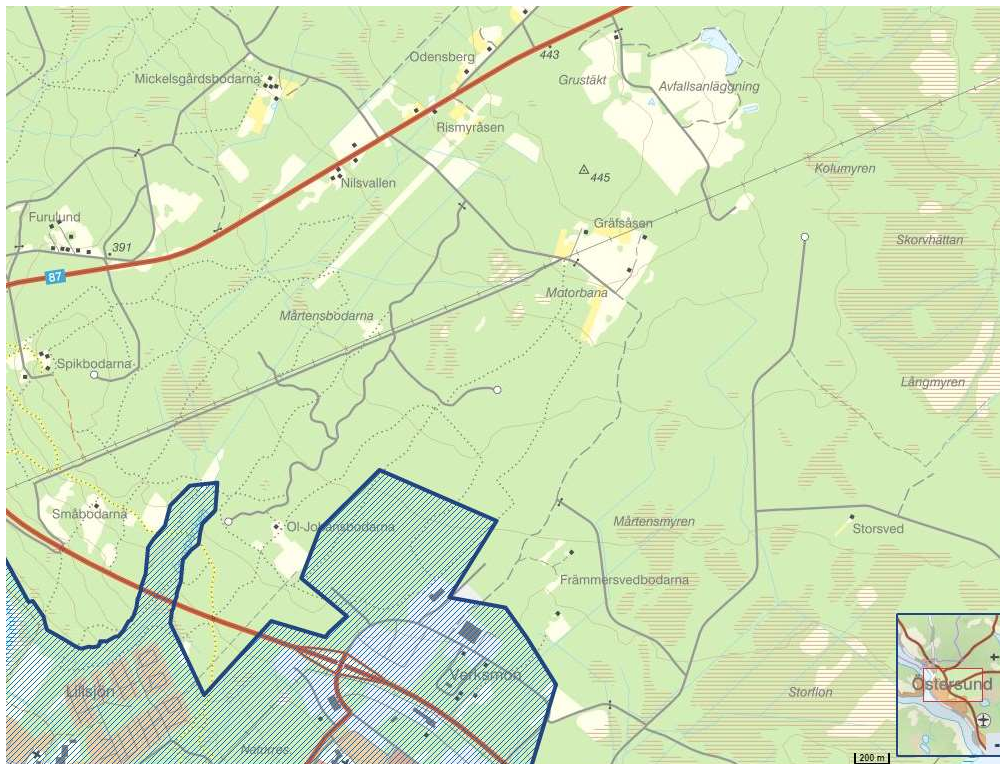 Odensberg
443
Mickelsgårdsbodarna
Grustäkt
Avfallsanläggning
Rismyråsen
Kolumyren
445
Nilsvallen
Furulund
Gräfsåsen
Skorvhättan
391
87
Motorbana
Mårtensbodarna
Spikbodarna
Långmyren
Småbodarna
Ol-Johansbodarna
Mårtensmyren
Storsved
Främmersvedbodarna
Verksmon
Lillsjön
Storflon
Östersund
Naturres.
200 m